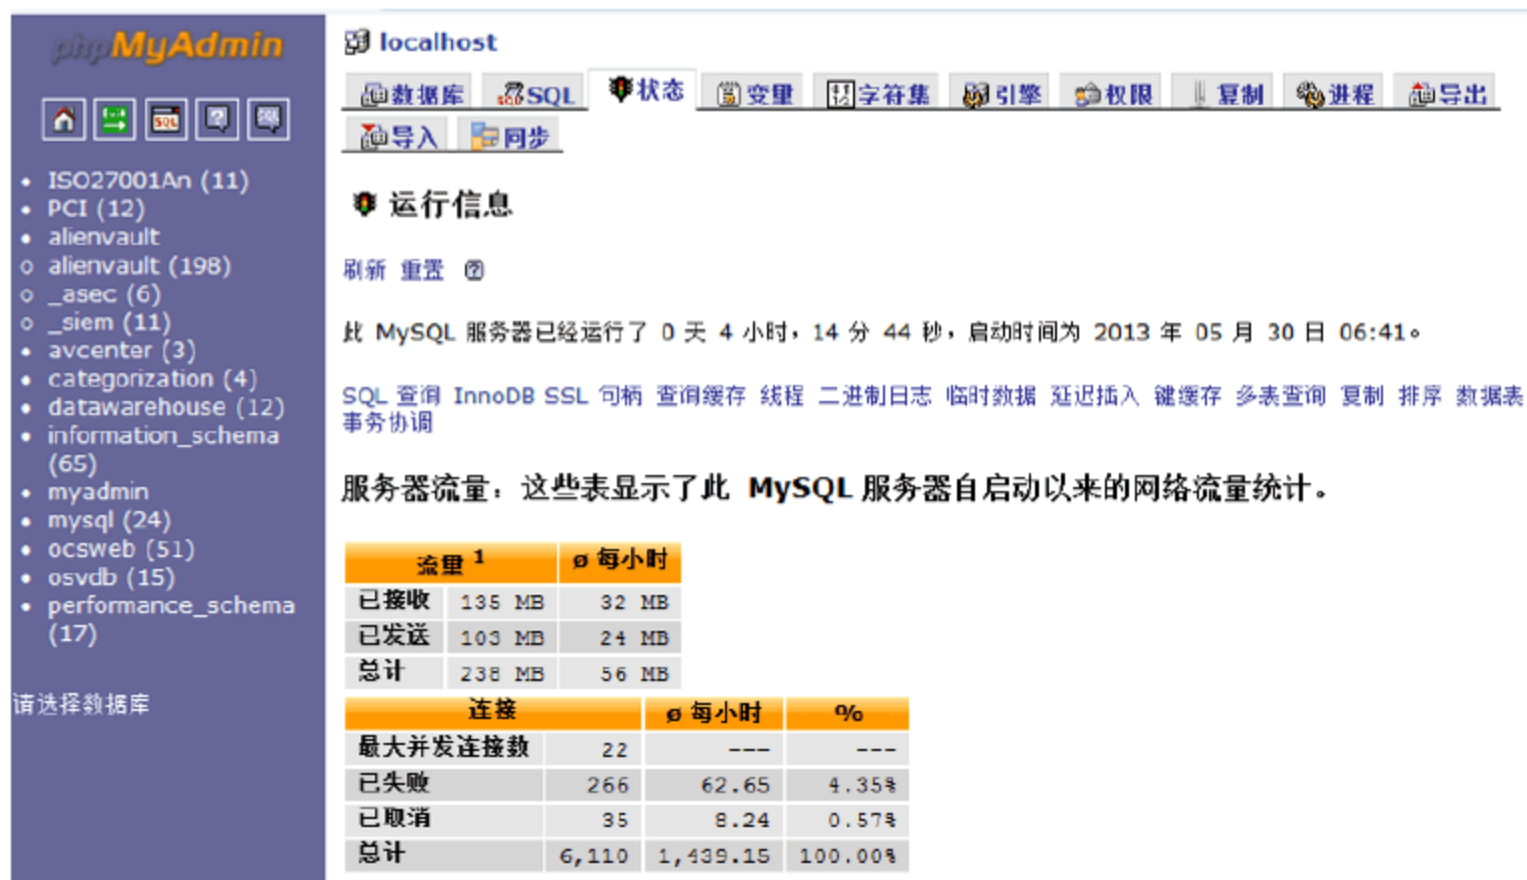 phpMyAdmin
ISO27001An (11)
PCI (12)
alienvault
alienvault (198)
_asec (6)
_siem (11)
avcenter (3)
categorization (4)
datawarehouse (12)
information_schema
(65)
myadmin
mysql (24)
ocsweb (51)
osvdb (15)
performance_schema
(17)
请选择数据库
localhost
数据库 SQL 状态 变量 字符集 引擎 权限 复制 进程 导出
导入 同步
运行信息
刷新 重置
此 MySQL 服务器已经运行了 0 天 4 小时，14 分 44 秒，启动时间为 2013 年 05 月 30 日 06:41。
SQL 查询 InnoDB SSL 句柄 查询缓存 线程 二进制日志 临时数据 延迟插入 键缓存 多表查询 复制 排序 数据表
事务协调
服务器流量：这些表显示了此 MySQL 服务器自启动以来的网络流量统计。
流量 1 ø 每小时
已接收 135 MB 32 MB
已发送 103 MB 24 MB
总计 238 MB 56 MB
连接 ø 每小时 %
最大并发连接数 22 --- ---
已失败 266 62.65 4.35%
已取消 35 8.24 0.57%
总计 6,110 1,439.15 100.00%